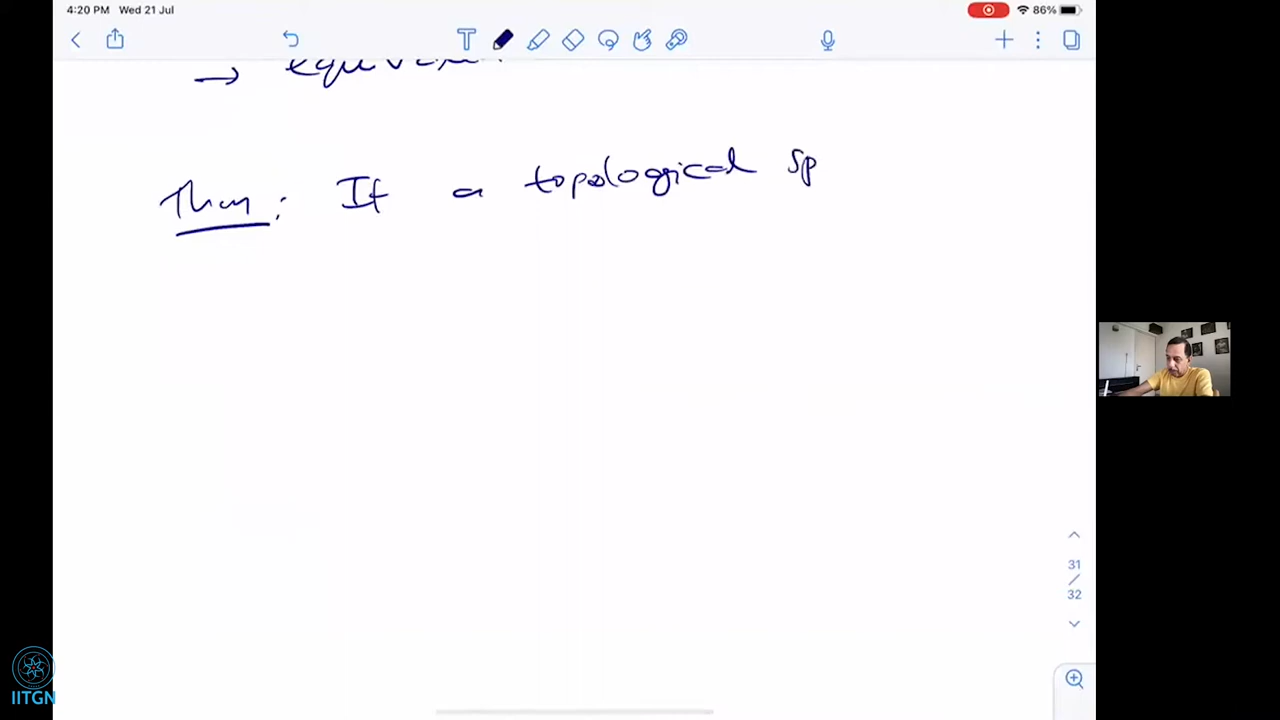 4:20 PM Wed 21 Jul
86%
→
Thm: If a topological sp
31
/
32
IITGN